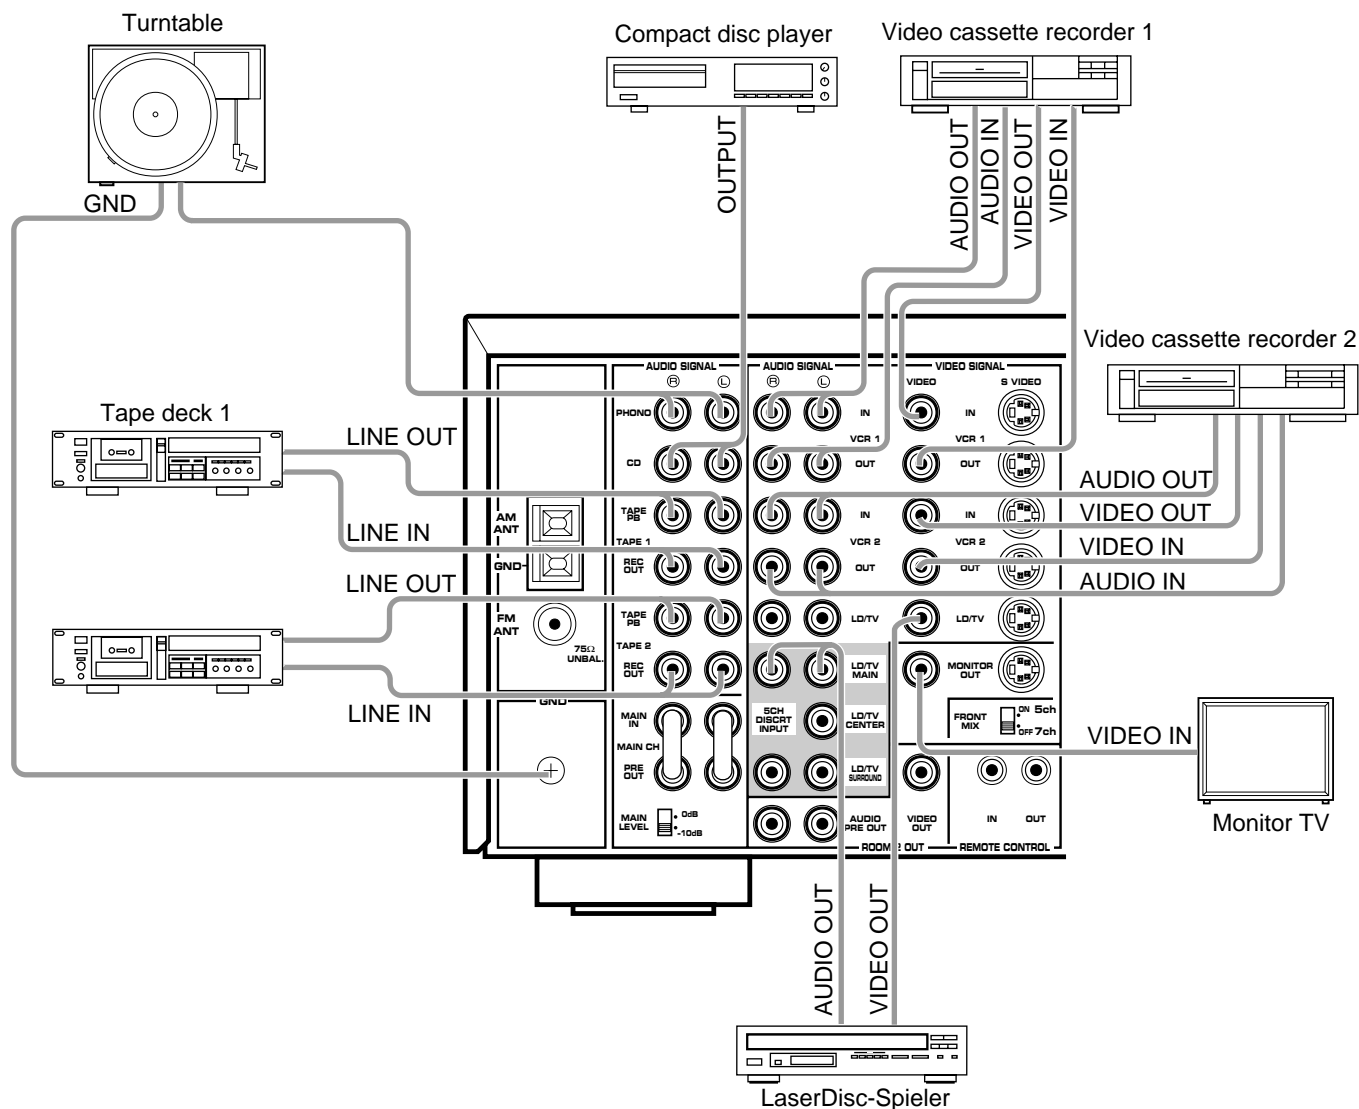 Turntable
Compact disc player
Video cassette recorder 1
GND
OUTPUT
AUDIO OUT
AUDIO IN
VIDEO OUT
VIDEO IN
Video cassette recorder 2
Tape deck 1
LINE OUT
LINE IN
LINE OUT
LINE IN
AUDIO OUT
VIDEO OUT
VIDEO IN
AUDIO IN
VIDEO IN
Monitor TV
AM
ANT
GND
FM
ANT
75Ω
UNBAL.
GND
AUDIO SIGNAL
R L
PHONO
CD
TAPE
PB
TAPE 1
REC
OUT
TAPE
PB
TAPE 2
REC
OUT
MAIN
IN
MAIN CH
PRE
OUT
MAIN
LEVEL
0dB
-10dB
AUDIO SIGNAL
R L
IN
VCR 1
OUT
IN
VCR 2
OUT
LD/TV
LD/TV
MAIN
5CH
DISCRT
INPUT
LD/TV
CENTER
LD/TV
SURROUND
AUDIO
PRE OUT
VIDEO
OUT
ROOM 2 OUT
VIDEO SIGNAL
VIDEO
S VIDEO
IN
VCR 1
OUT
IN
VCR 2
OUT
LD/TV
MONITOR
OUT
FRONT
MIX
ON 5ch
OFF 7ch
IN OUT
REMOTE CONTROL
AUDIO OUT
VIDEO OUT
LaserDisc-Spieler